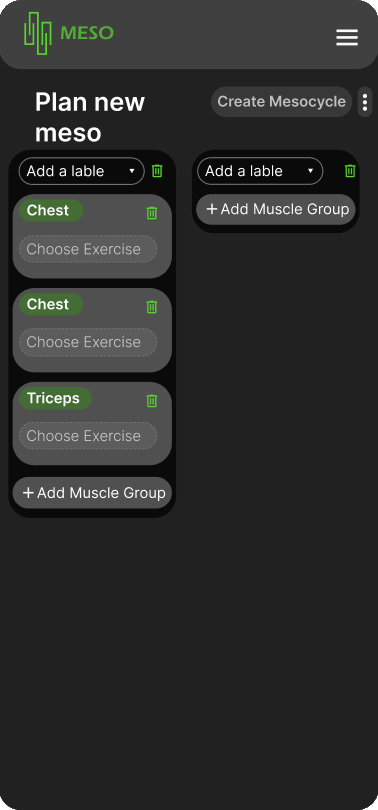 MESO
Plan new
meso
Create Mesocycle
Add a lable
Chest
Choose Exercise
Chest
Choose Exercise
Triceps
Choose Exercise
+ Add Muscle Group
Add a lable
+ Add Muscle Group